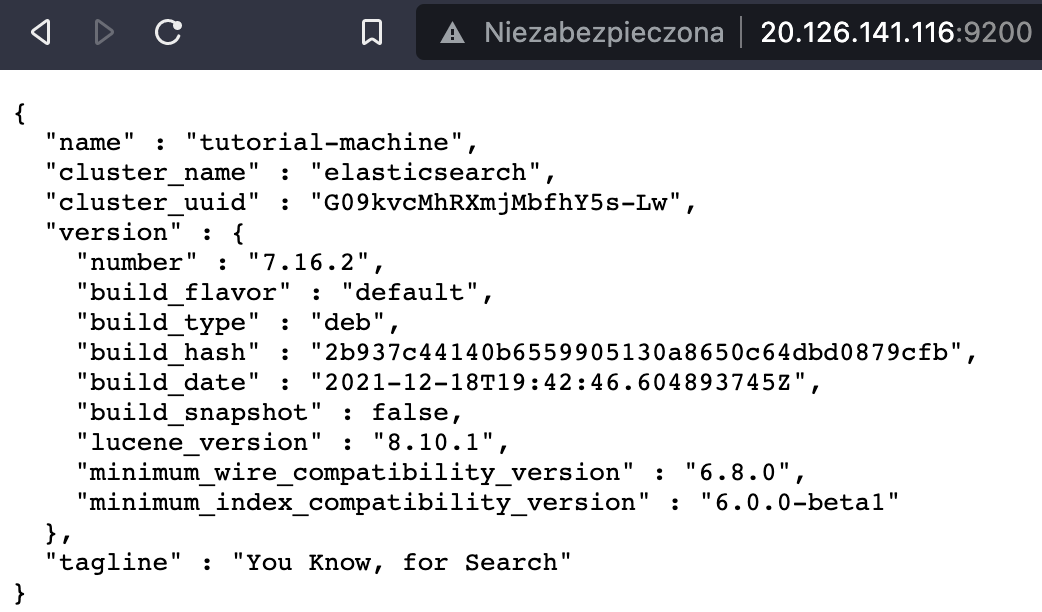 Niezabezpieczona 20.126.141.116:9200
{
  "name" : "tutorial-machine",
  "cluster_name" : "elasticsearch",
  "cluster_uuid" : "G09kvcMhRXmjMbfhY5s-Lw",
  "version" : {
    "number" : "7.16.2",
    "build_flavor" : "default",
    "build_type" : "deb",
    "build_hash" : "2b937c44140b6559905130a8650c64dbd0879cfb",
    "build_date" : "2021-12-18T19:42:46.604893745Z",
    "build_snapshot" : false,
    "lucene_version" : "8.10.1",
    "minimum_wire_compatibility_version" : "6.8.0",
    "minimum_index_compatibility_version" : "6.0.0-beta1"
  },
  "tagline" : "You Know, for Search"
}